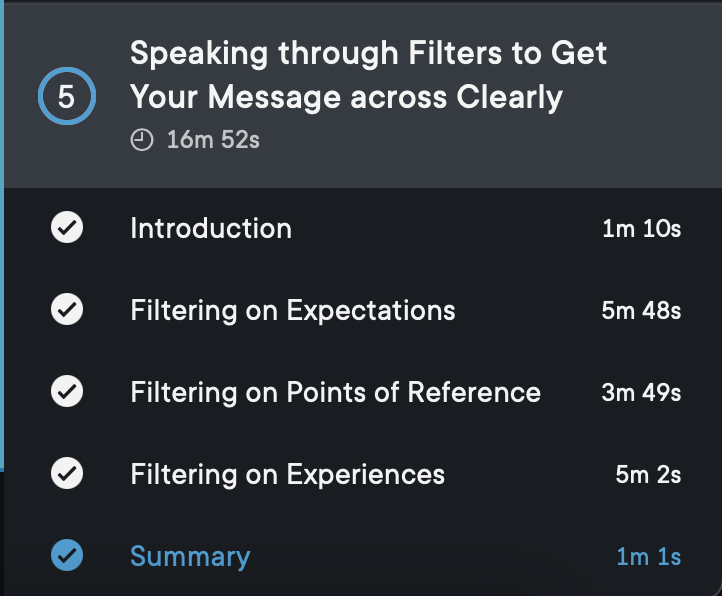 5
Speaking through Filters to Get
Your Message across Clearly
16m 52s
Introduction 1m 10s
Filtering on Expectations 5m 48s
Filtering on Points of Reference 3m 49s
Filtering on Experiences 5m 2s
Summary 1m 1s